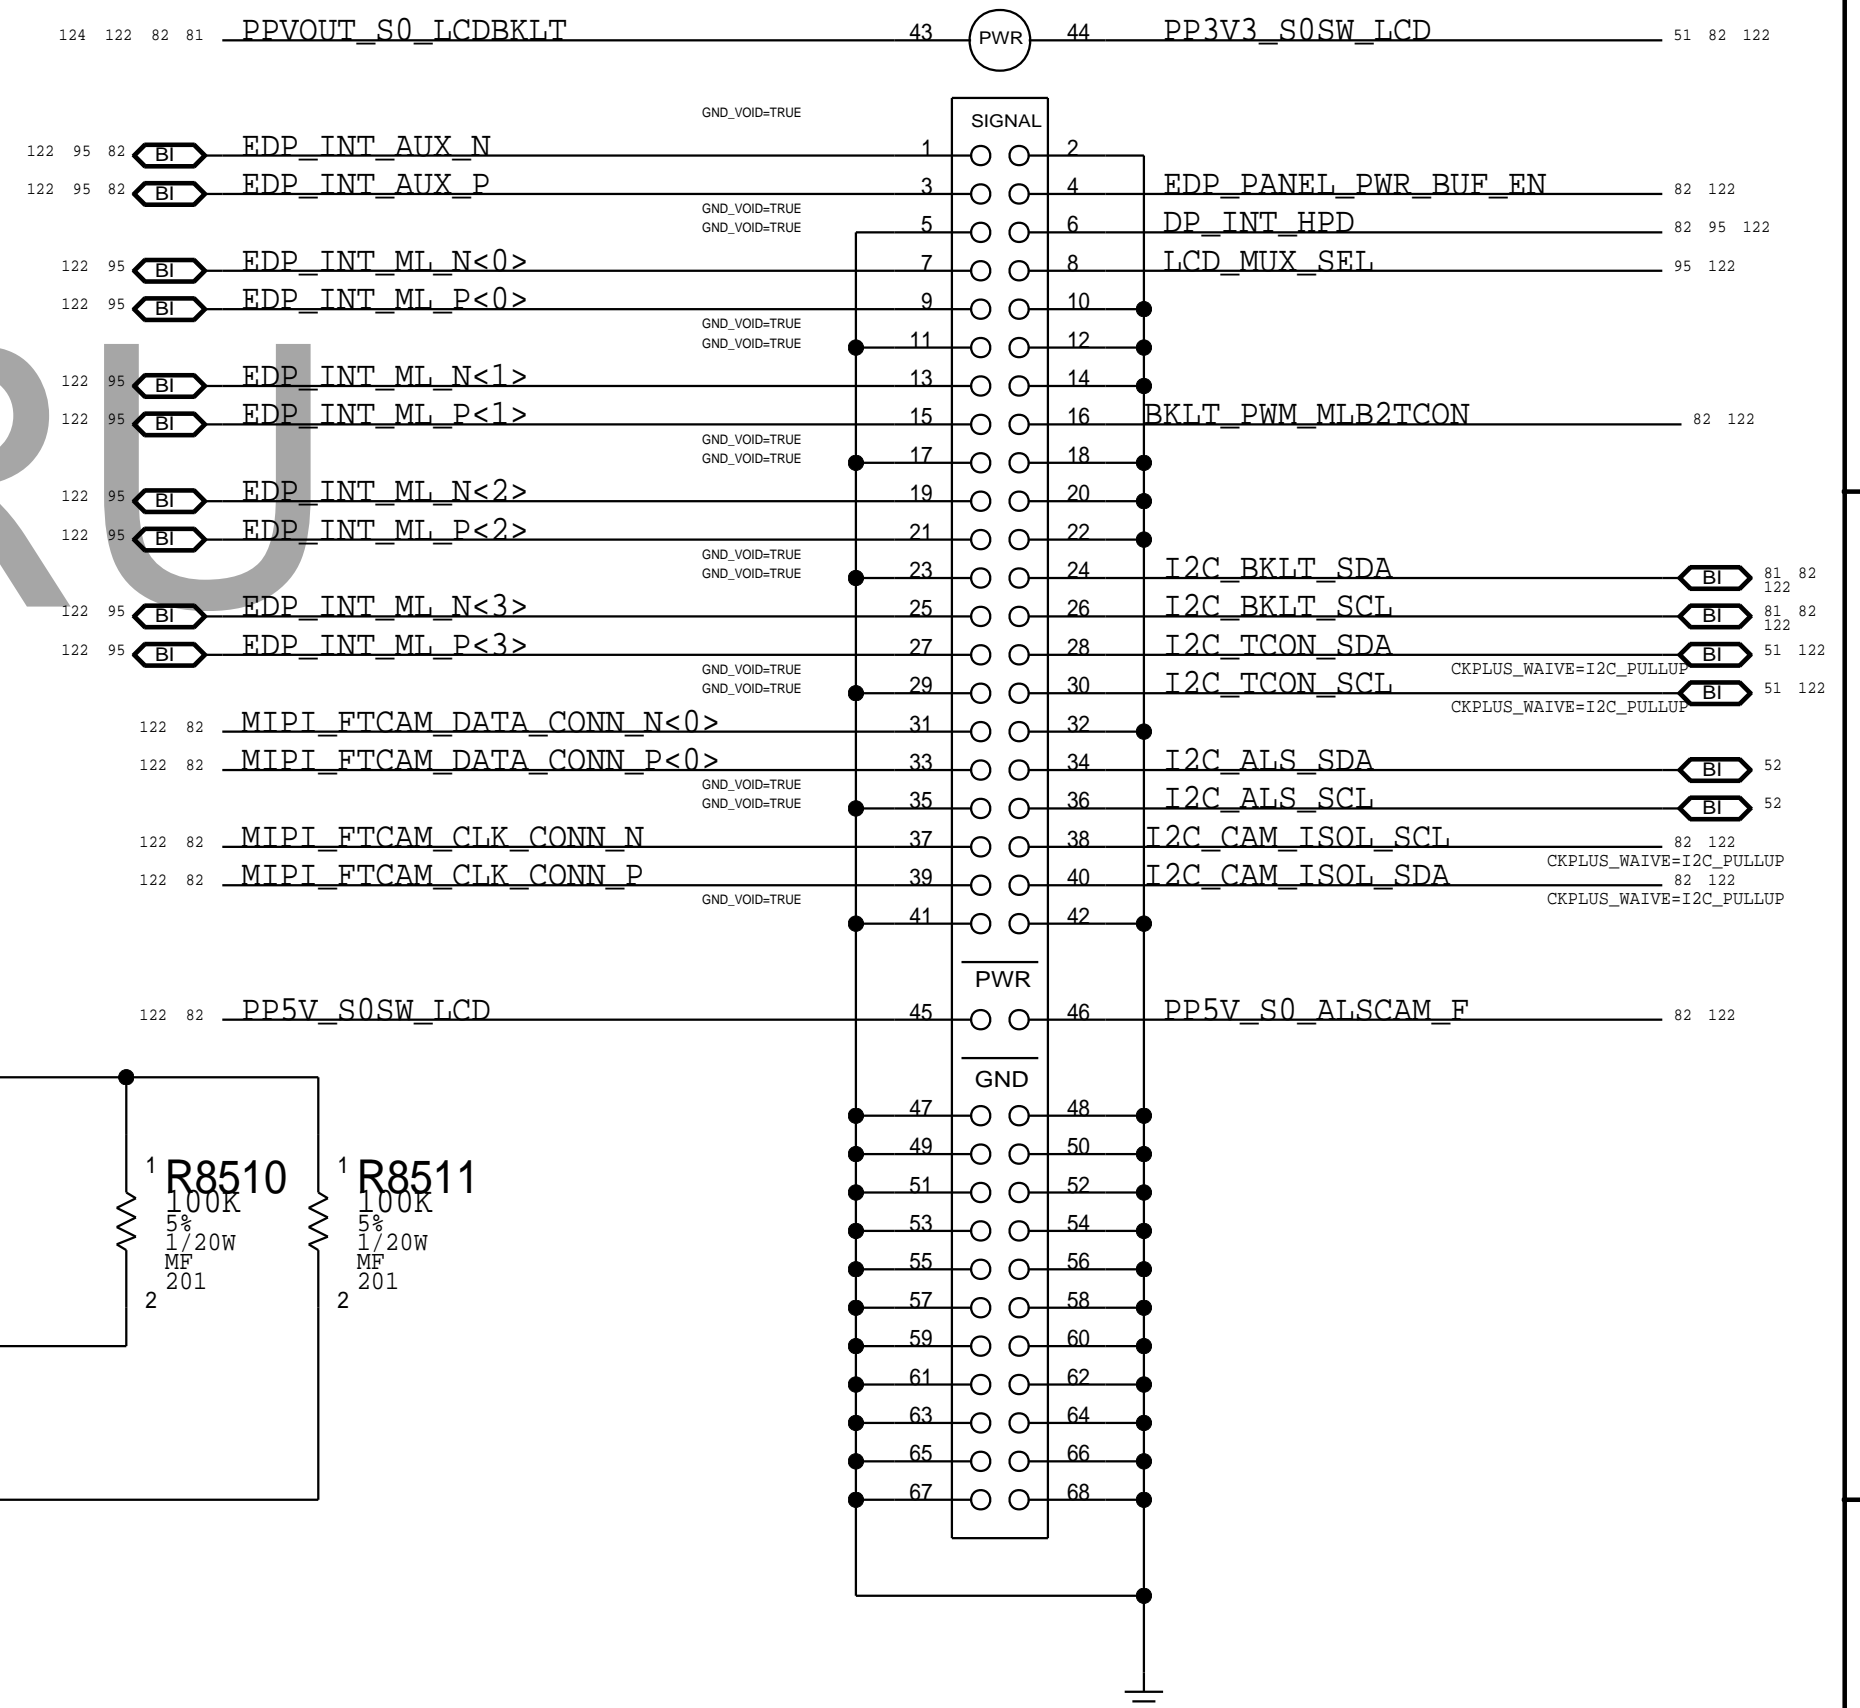 124 122 82 81 PPVOUT_S0_LCDBKLT 43 PWR 44 PP3V3_S0SW_LCD 51 82 122
GND_VOID=TRUE
SIGNAL
122 95 82 BI EDP_INT_AUX_N 1 2
122 95 82 BI EDP_INT_AUX_P 3 4 EDP_PANEL_PWR_BUF_EN 82 122
GND_VOID=TRUE
GND_VOID=TRUE
5 6 DP_INT_HPD 82 95 122
122 95 BI EDP_INT_ML_N<0> 7 8 LCD_MUX_SEL 95 122
122 95 BI EDP_INT_ML_P<0> 9 10
GND_VOID=TRUE
GND_VOID=TRUE
11 12
122 95 BI EDP_INT_ML_N<1> 13 14
122 95 BI EDP_INT_ML_P<1> 15 16 BKLT_PWM_MLB2TCON 82 122
GND_VOID=TRUE
GND_VOID=TRUE
17 18
122 95 BI EDP_INT_ML_N<2> 19 20
122 95 BI EDP_INT_ML_P<2> 21 22
GND_VOID=TRUE
GND_VOID=TRUE
23 24 I2C_BKLT_SDA BI 81 82
122
122 95 BI EDP_INT_ML_N<3> 25 26 I2C_BKLT_SCL BI 81 82
122
122 95 BI EDP_INT_ML_P<3> 27 28 I2C_TCON_SDA BI 51 122
GND_VOID=TRUE CKPLUS_WAIVE=I2C_PULLUP
GND_VOID=TRUE
29 30 I2C_TCON_SCL BI 51 122
CKPLUS_WAIVE=I2C_PULLUP
122 82 MIPI_FTCAM_DATA_CONN_N<0> 31 32
122 82 MIPI_FTCAM_DATA_CONN_P<0> 33 34 I2C_ALS_SDA BI 52
GND_VOID=TRUE
GND_VOID=TRUE
35 36 I2C_ALS_SCL BI 52
122 82 MIPI_FTCAM_CLK_CONN_N 37 38 I2C_CAM_ISOL_SCL 82 122
CKPLUS_WAIVE=I2C_PULLUP
122 82 MIPI_FTCAM_CLK_CONN_P 39 40 I2C_CAM_ISOL_SDA 82 122
GND_VOID=TRUE CKPLUS_WAIVE=I2C_PULLUP
41 42
PWR
122 82 PP5V_S0SW_LCD 45 46 PP5V_S0_ALSCAM_F 82 122
GND
47 48
49 50
51 52
53 54
55 56
57 58
59 60
61 62
63 64
65 66
67 68
1 R8510
100K
5%
1/20W
MF
201
2
1 R8511
100K
5%
1/20W
MF
201
2
RU